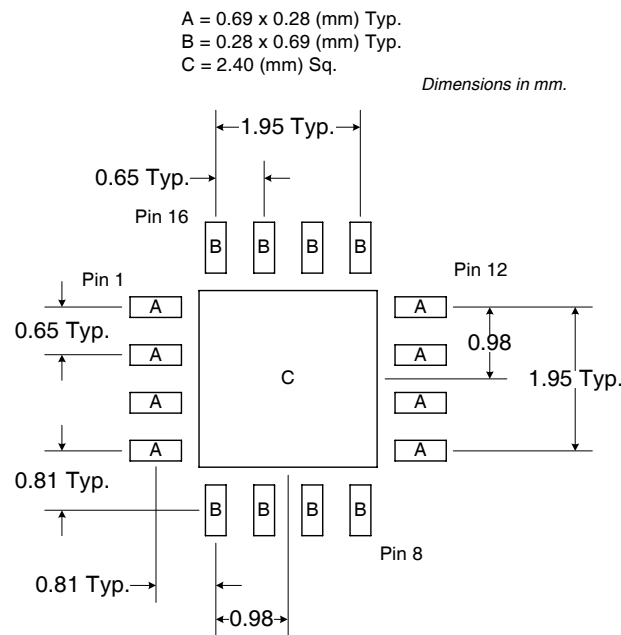 A = 0.69 x 0.28 (mm) Typ.
B = 0.28 x 0.69 (mm) Typ.
C = 2.40 (mm) Sq.
Dimensions in mm.
1.95 Typ.
0.65 Typ.
Pin 16
B B B B
Pin 1
Pin 12
A A
0.65 Typ.
0.98
A A
C
1.95 Typ.
A A
A A
0.81 Typ.
B B B B
Pin 8
0.81 Typ.
0.98